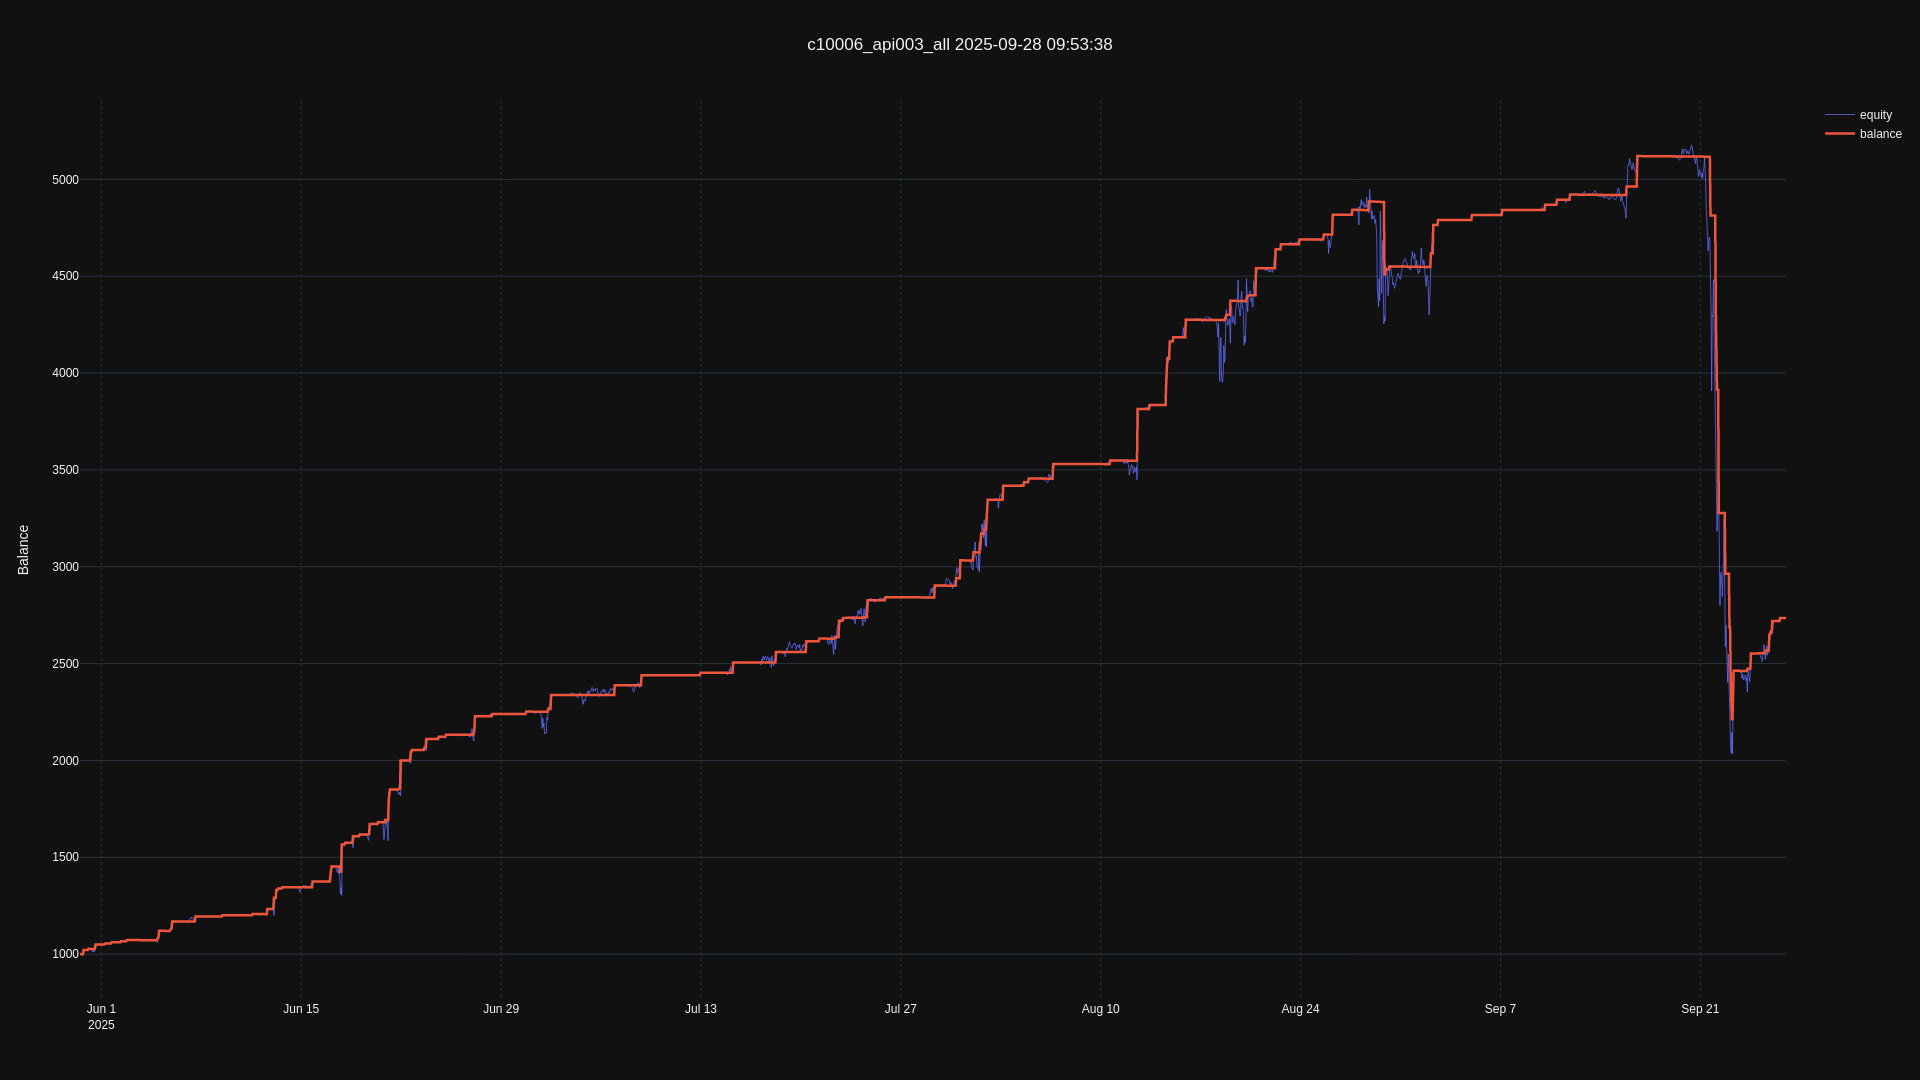 c10006_api003_all 2025-09-28 09:53:38
equity
balance
Balance
5000
4500
4000
3500
3000
2500
2000
1500
1000
Jun 1
2025
Jun 15
Jun 29
Jul 13
Jul 27
Aug 10
Aug 24
Sep 7
Sep 21